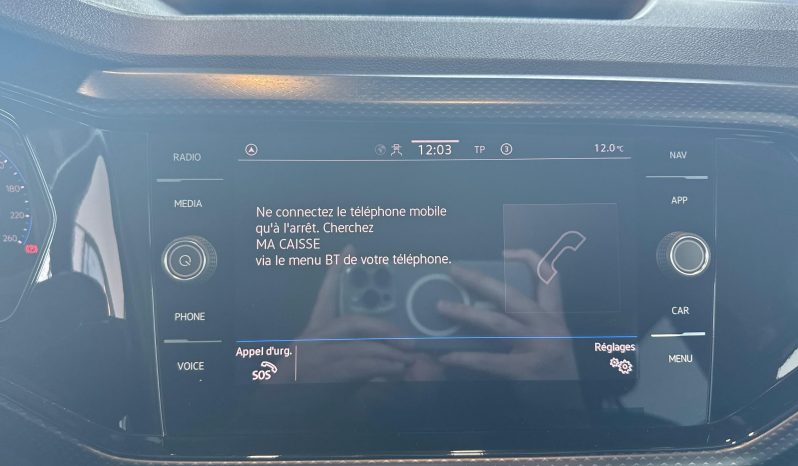 RADIO
MEDIA
PHONE
VOICE
12:03 TP 3 12.0°C
Ne connectez le téléphone mobile
qu'à l'arrêt. Cherchez
MA CAISSE
via le menu BT de votre téléphone.
Appel d'urg.
SOS
Réglages
NAV
APP
CAR
MENU
180
220
260